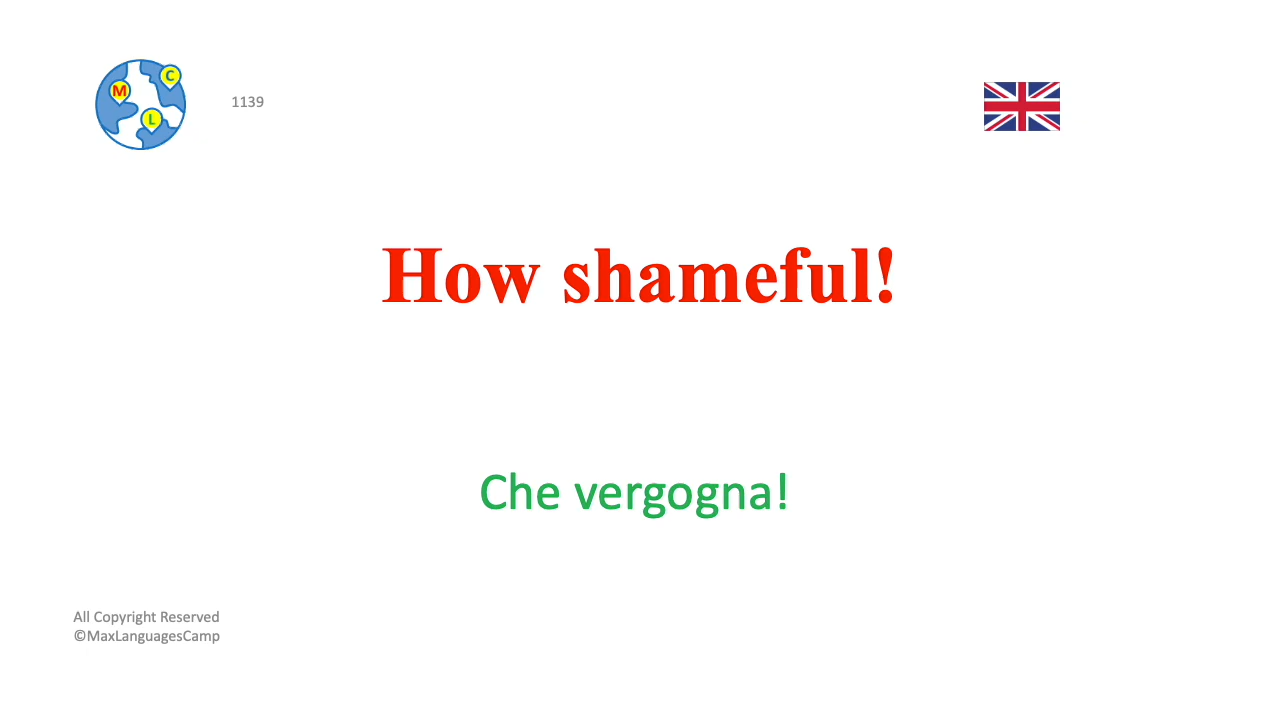 C
M
L
1139
How shameful!
Che vergogna!
All Copyright Reserved
©MaxLanguagesCamp